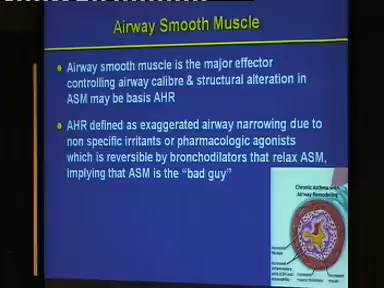 Airway Smooth Muscle
Airway smooth muscle is the major effector
controlling airway calibre & structural alteration in
ASM may be basis AHR
AHR defined as exaggerated airway narrowing due to
non specific irritants or pharmacologic agonists
which is reversible by bronchodilators that relax ASM,
implying that ASM is the "bad guy"
Chronic Asthma with
Airway Remodeling